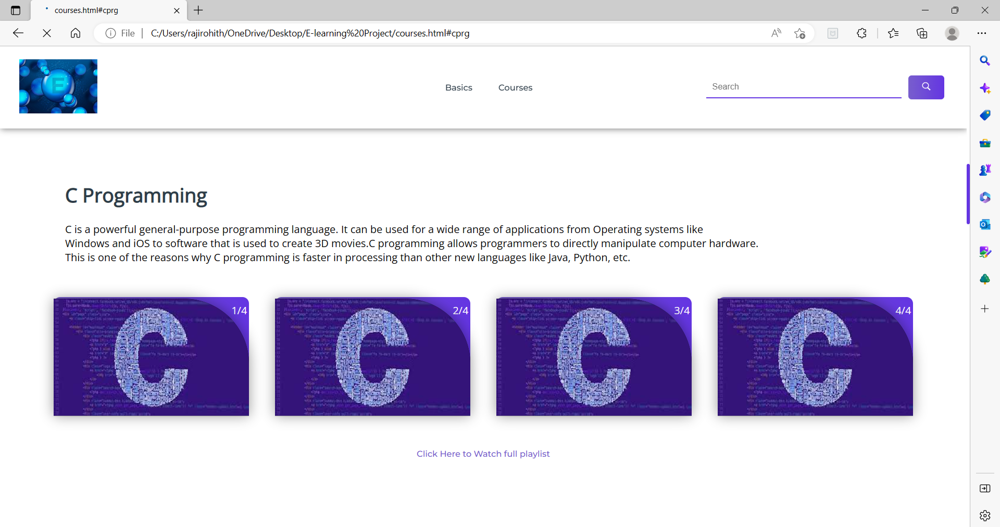 courses.html#cprg
File
C:/Users/rajirohith/OneDrive/Desktop/E-learning%20Project/courses.html#cprg
E
Basics
Courses
Search
C Programming
C is a powerful general-purpose programming language. It can be used for a wide range of applications from Operating systems like
Windows and iOS to software that is used to create 3D movies.C programming allows programmers to directly manipulate computer hardware.
This is one of the reasons why C programming is faster in processing than other new languages like Java, Python, etc.
1/4
C
2/4
C
3/4
C
4/4
C
Click Here to Watch full playlist